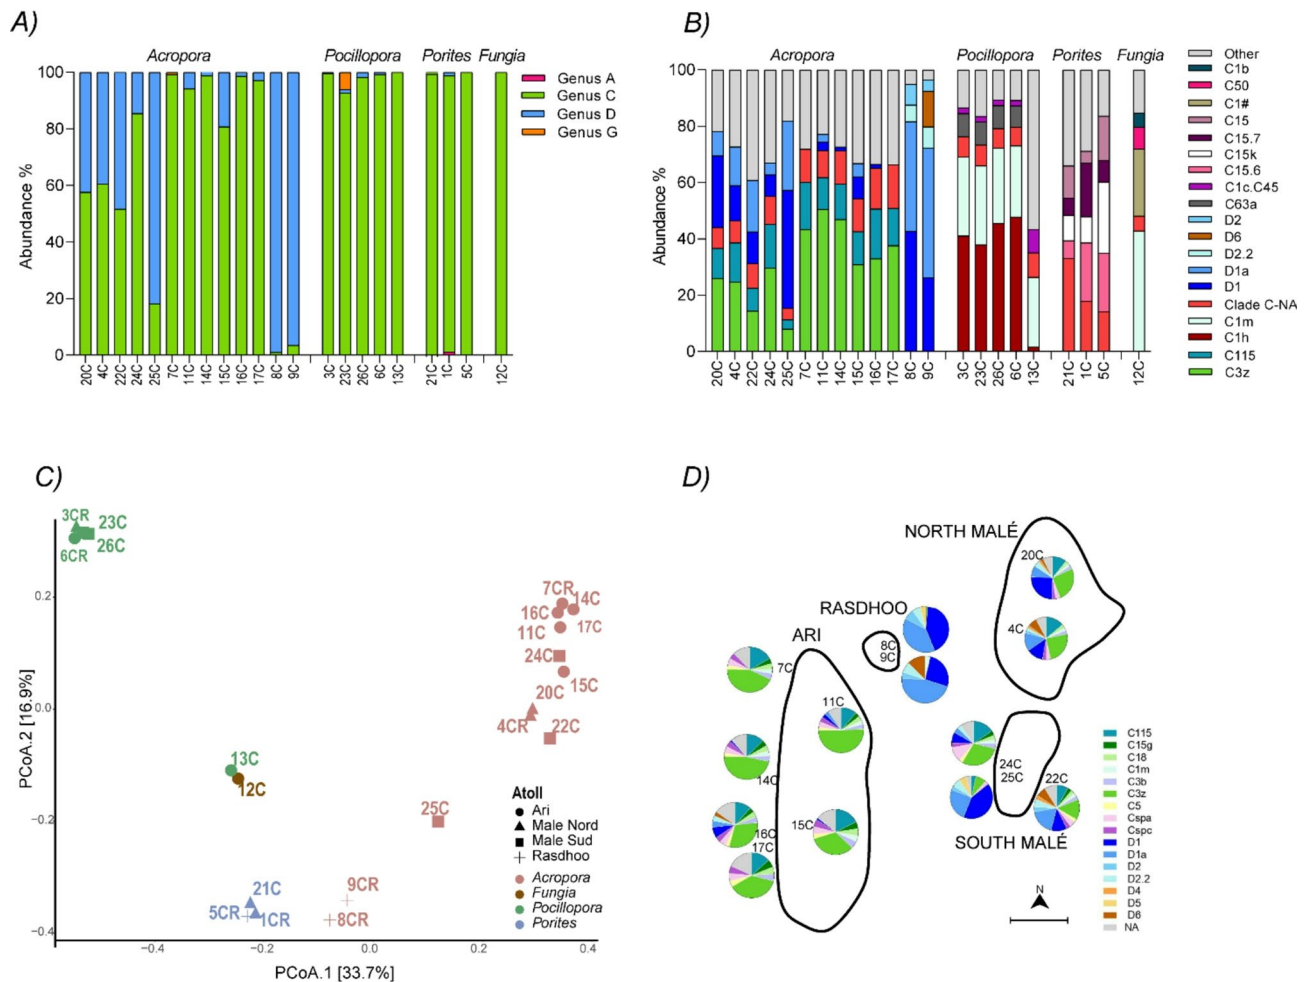 A)
Acropora Pocillopora Porites Fungia
Abundance %
100
80
60
40
20
0
20C 4C 22C 24C 25C 7C 11C 14C 15C 16C 17C 8C 9C 3C 23C 26C 6C 13C 21C 1C 5C 12C
Genus A
Genus C
Genus D
Genus G
B)
Acropora Pocillopora Porites Fungia
Abundance %
100
80
60
40
20
0
20C 4C 22C 24C 25C 7C 11C 14C 15C 16C 17C 8C 9C 3C 23C 26C 6C 13C 21C 1C 5C 12C
Other
C1b
C50
C1#
C15
C15.7
C15k
C15.6
C1c.C45
C63a
D2
D6
D2.2
D1a
D1
Clade C-NA
C1m
C1h
C115
C3z
C)
PCoA.2 [16.9%]
0.2
0.0
−0.2
−0.4
3CR 23C
6CR 26C
7CR
16C 14C
11C 17C
24C
15C
20C
4CR 22C
13C
12C
25C
21C
5CR 1CR
9CR
8CR
Atoll
Ari
Male Nord
Male Sud
Rasdhoo
Acropora
Fungia
Pocillopora
Porites
−0.4 −0.2 0.0 0.2 0.4
PCoA.1 [33.7%]
D)
NORTH MALÉ
20C
4C
RASDHOO
8C
9C
ARI
7C
11C
14C
15C
16C
17C
24C
25C
22C
SOUTH MALÉ
N
C115
C15g
C18
C1m
C3b
C3z
C5
Cspa
Cspc
D1
D1a
D2
D2.2
D4
D5
D6
NA